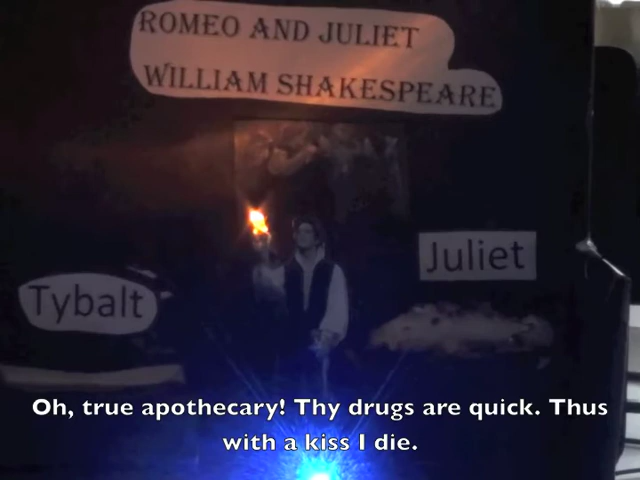 ROMEO AND JULIET
WILLIAM SHAKESPEARE
Juliet
Tybalt
Oh, true apothecary! Thy drugs are quick. Thus
with a kiss I die.